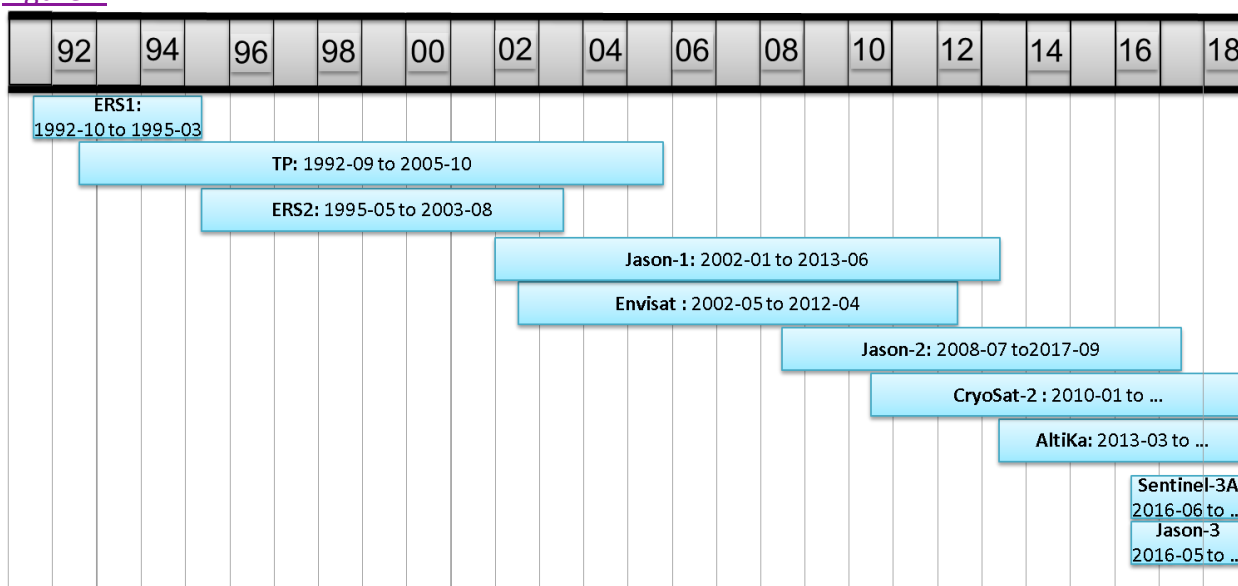 92 94 96 98 00 02 04 06 08 10 12 14 16 18
ERS1:
1992-10 to 1995-03
TP: 1992-09 to 2005-10
ERS2: 1995-05 to 2003-08
Jason-1: 2002-01 to 2013-06
Envisat : 2002-05 to 2012-04
Jason-2: 2008-07 to2017-09
CryoSat-2 : 2010-01 to ...
AltiKa: 2013-03 to ...
Sentinel-3A
2016-06 to ..
Jason-3
2016-05 to ..